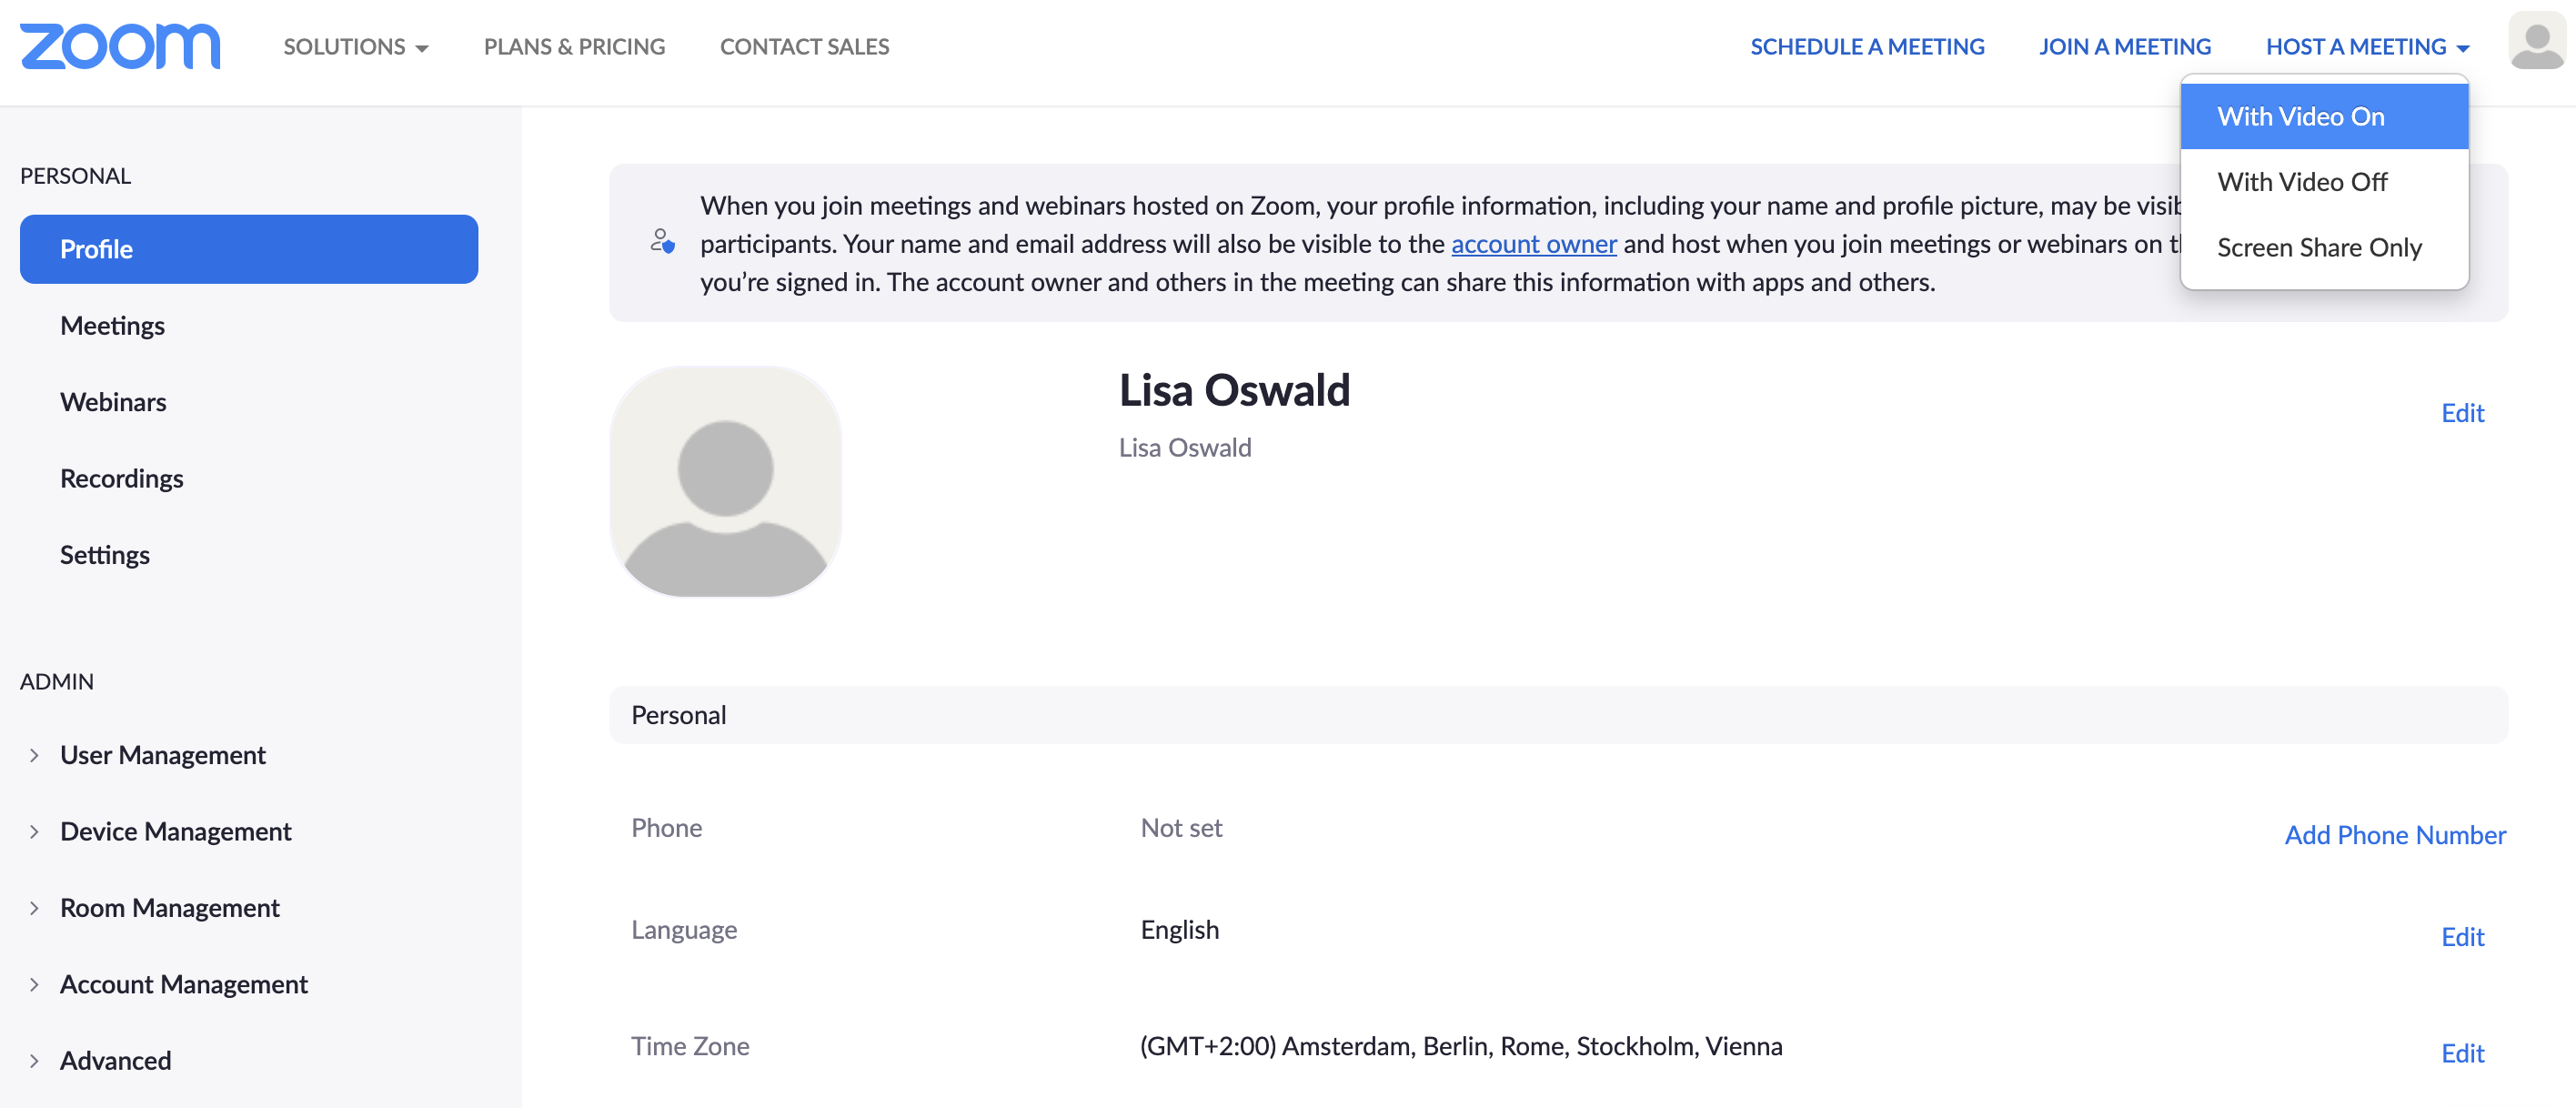 zoom
SOLUTIONS
PLANS & PRICING
CONTACT SALES
SCHEDULE A MEETING
JOIN A MEETING
HOST A MEETING
With Video On
With Video Off
Screen Share Only
PERSONAL
Profile
Meetings
Webinars
Recordings
Settings
ADMIN
User Management
Device Management
Room Management
Account Management
Advanced
When you join meetings and webinars hosted on Zoom, your profile information, including your name and profile picture, may be
participants. Your name and email address will also be visible to the account owner and host when you join meetings or webinars on
you’re signed in. The account owner and others in the meeting can share this information with apps and others.
Lisa Oswald
Lisa Oswald
Edit
Personal
Phone
Not set
Add Phone Number
Language
English
Edit
Time Zone
(GMT+2:00) Amsterdam, Berlin, Rome, Stockholm, Vienna
Edit